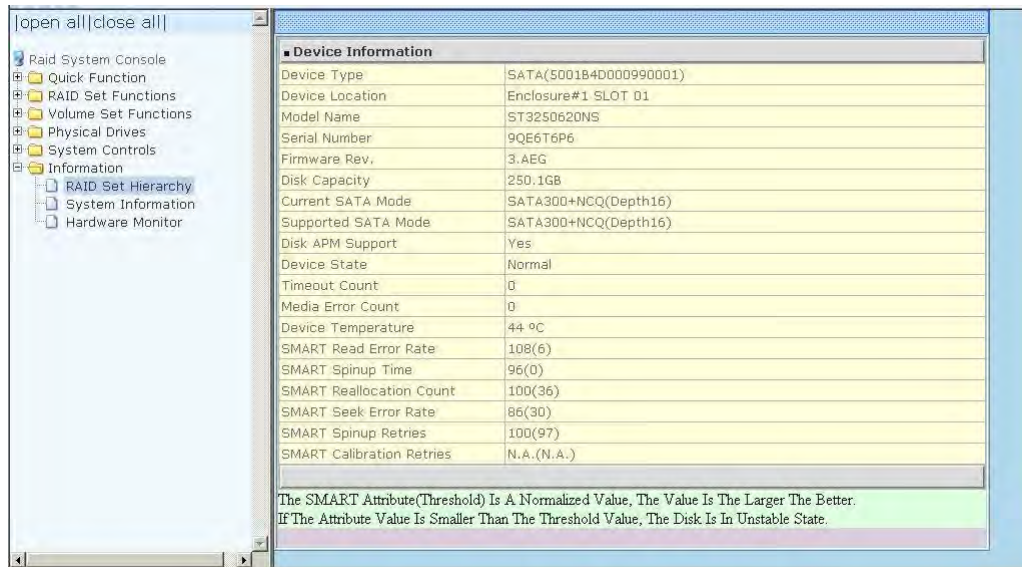 |open all|close all|
Raid System Console
Quick Function
RAID Set Functions
Volume Set Functions
Physical Drives
System Controls
Information
RAID Set Hierarchy
System Information
Hardware Monitor
Device Information
Device Type SATA(5001B4D000990001)
Device Location Enclosure#1 SLOT 01
Model Name ST3250620NS
Serial Number 9QE6T6P6
Firmware Rev. 3.AEG
Disk Capacity 250.1GB
Current SATA Mode SATA300+NCQ(Depth16)
Supported SATA Mode SATA300+NCQ(Depth16)
Disk APM Support Yes
Device State Normal
Timeout Count 0
Media Error Count 0
Device Temperature 44 ºC
SMART Read Error Rate 108(6)
SMART Spinup Time 96(0)
SMART Reallocation Count 100(36)
SMART Seek Error Rate 86(30)
SMART Spinup Retries 100(97)
SMART Calibration Retries N.A.(N.A.)
The SMART Attribute(Threshold) Is A Normalized Value, The Value Is The Larger The Better.
If The Attribute Value Is Smaller Than The Threshold Value, The Disk Is In Unstable State.